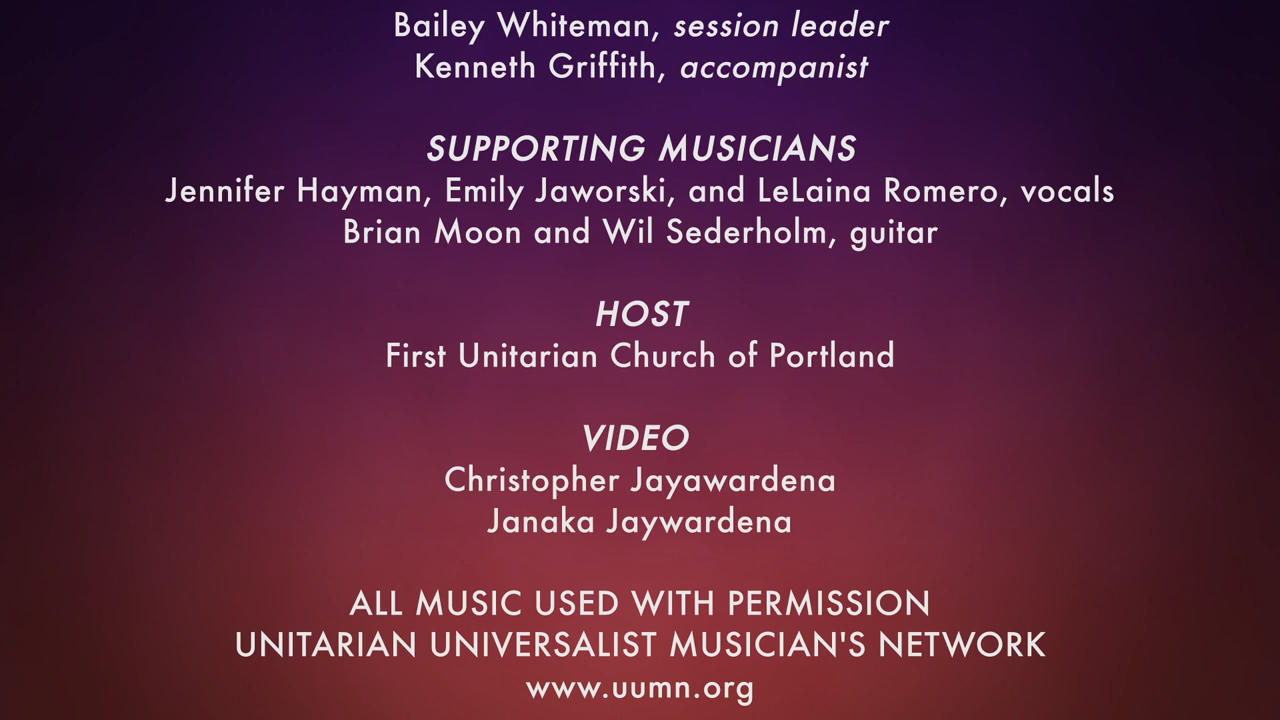 Bailey Whiteman, session leader
Kenneth Griffith, accompanist
SUPPORTING MUSICIANS
Jennifer Hayman, Emily Jaworski, and LeLaina Romero, vocals
Brian Moon and Wil Sederholm, guitar
HOST
First Unitarian Church of Portland
VIDEO
Christopher Jayawardena
Janaka Jaywardena
ALL MUSIC USED WITH PERMISSION
UNITARIAN UNIVERSALIST MUSICIAN'S NETWORK
www.uumn.org